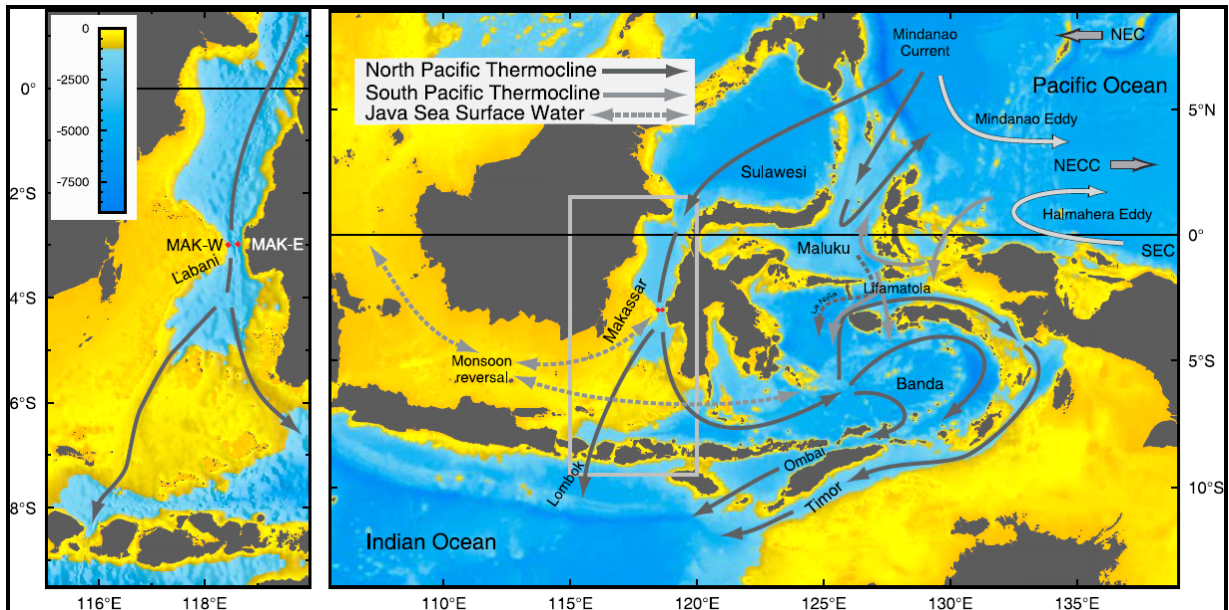 0
-2500
-5000
-7500
0°
2°S
4°S
6°S
8°S
116°E
118°E
MAK-W
MAK-E
Labani
North Pacific Thermocline
South Pacific Thermocline
Java Sea Surface Water
Mindanao
Current
NEC
Pacific Ocean
5°N
Mindanao Eddy
NECC
Sulawesi
Halmahera Eddy
0°
SEC
Maluku
Lifamatola
La Niña
Makassar
Monsoon
reversal
5°S
Banda
Ombai
Lombok
Timor
10°S
Indian Ocean
110°E
115°E
120°E
125°E
130°E
135°E